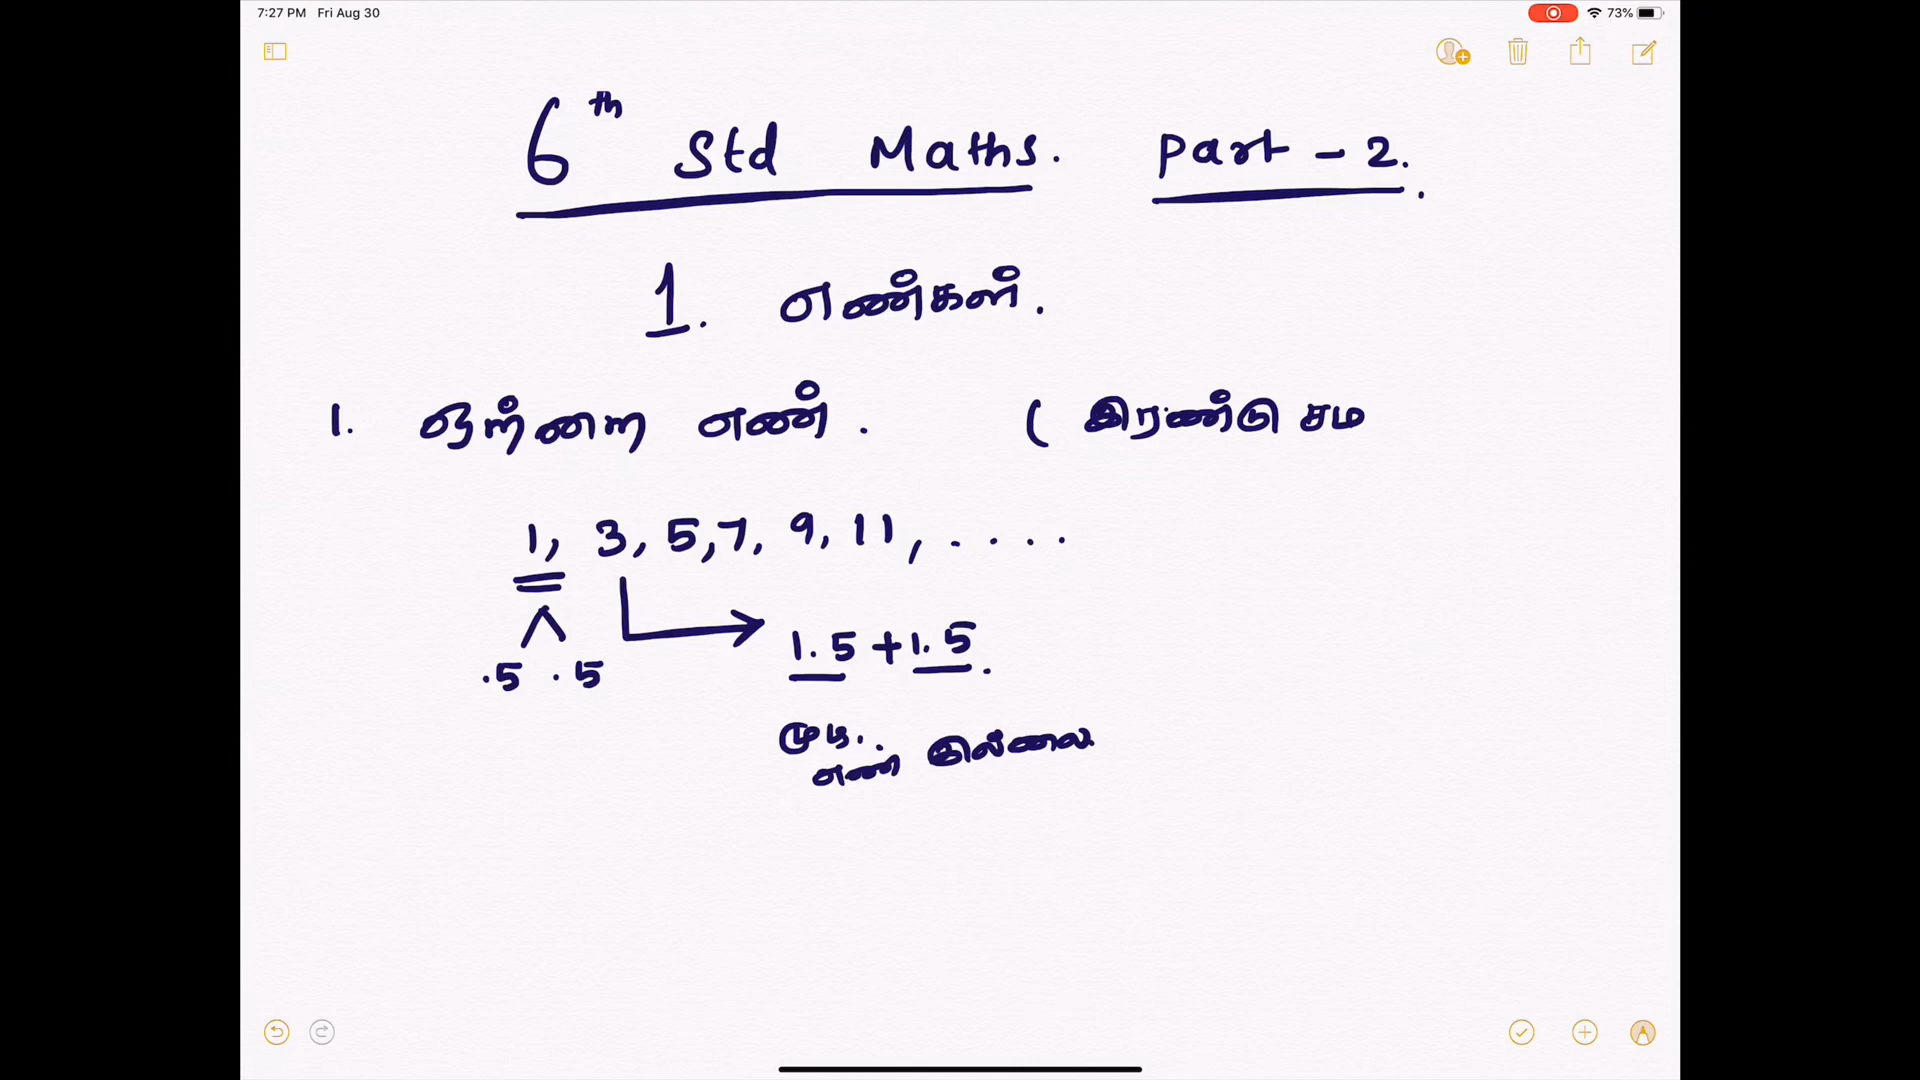 7:27 PM Fri Aug 30 73%
6th Std Maths. Part - 2.
1. எண்கள்.
1. ஒற்றை எண். ( இரண்டு சம
1, 3, 5, 7, 9, 11, . . . .
1.5 + 1.5.
.5 .5
முடி..
எண் இல்லை